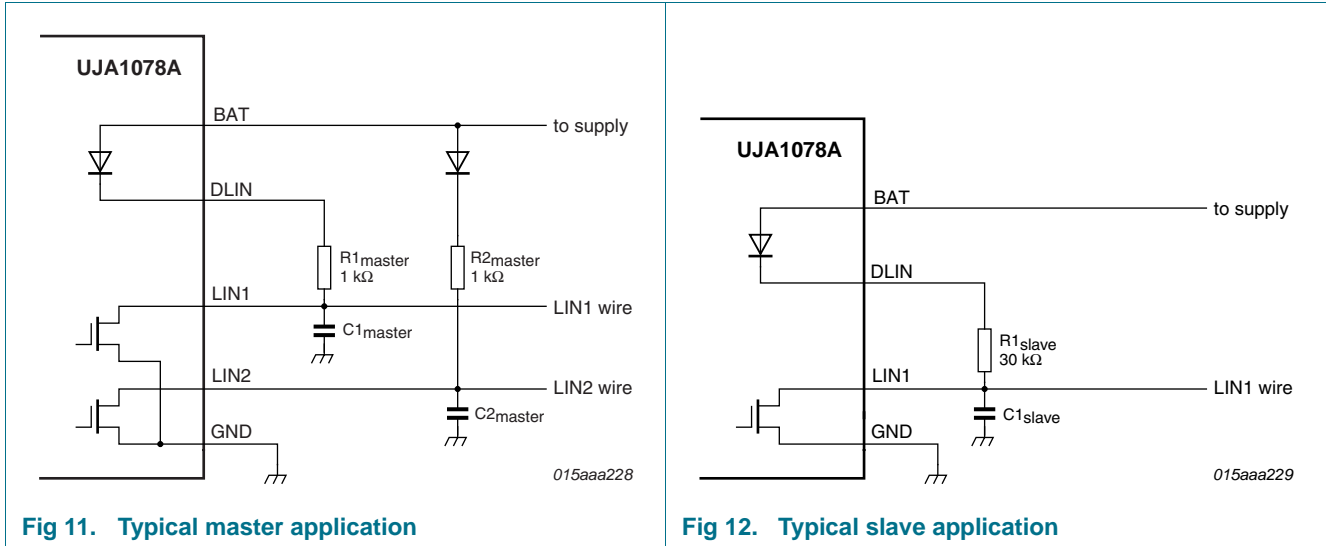 UJA1078A
BAT
to supply
DLIN
R1master
1 kΩ
R2master
1 kΩ
LIN1
LIN1 wire
C1master
LIN2
LIN2 wire
C2master
GND
015aaa228
Fig 11. Typical master application
UJA1078A
BAT
to supply
DLIN
R1slave
30 kΩ
LIN1
LIN1 wire
C1slave
GND
015aaa229
Fig 12. Typical slave application